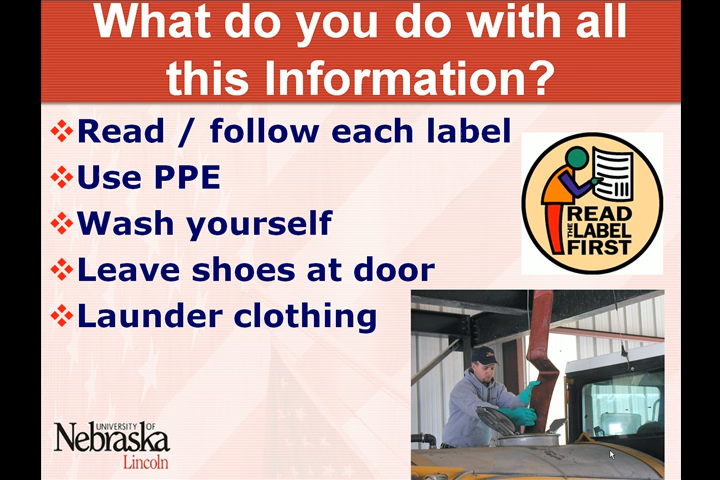 What do you do with all
this Information?
Read / follow each label
Use PPE
Wash yourself
Leave shoes at door
Launder clothing
READ
THE LABEL
FIRST
UNIVERSITY OF
Nebraska
Lincoln